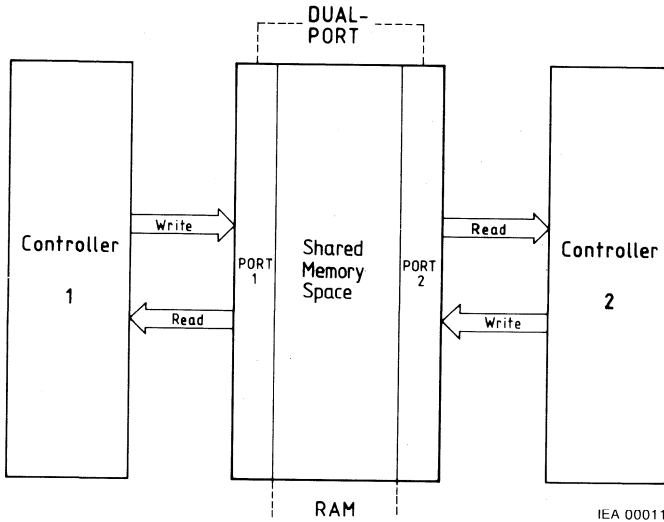 DUAL-
PORT
Controller
1
Write
Read
PORT
1
Shared
Memory
Space
PORT
2
Read
Write
Controller
2
RAM
IEA 00011